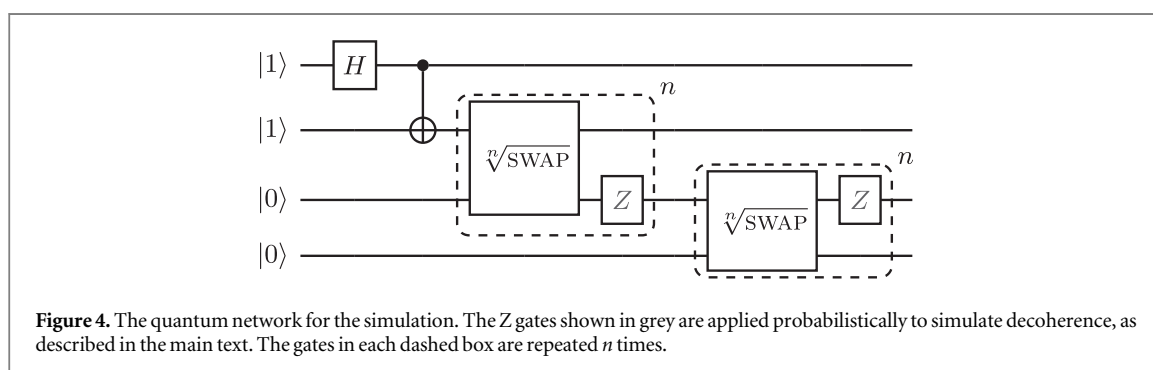 |1⟩ H
n
|1⟩
ⁿ√SWAP
n
|0⟩ Z Z
ⁿ√SWAP
|0⟩
Figure 4. The quantum network for the simulation. The Z gates shown in grey are applied probabilistically to simulate decoherence, as
described in the main text. The gates in each dashed box are repeated n times.